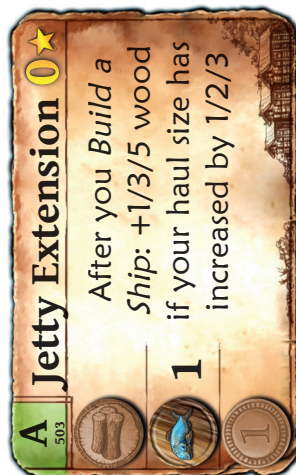 A
503
Jetty Extension 0
After you Build a
Ship: +1/3/5 wood
if your haul size has
increased by 1/2/3
1
1